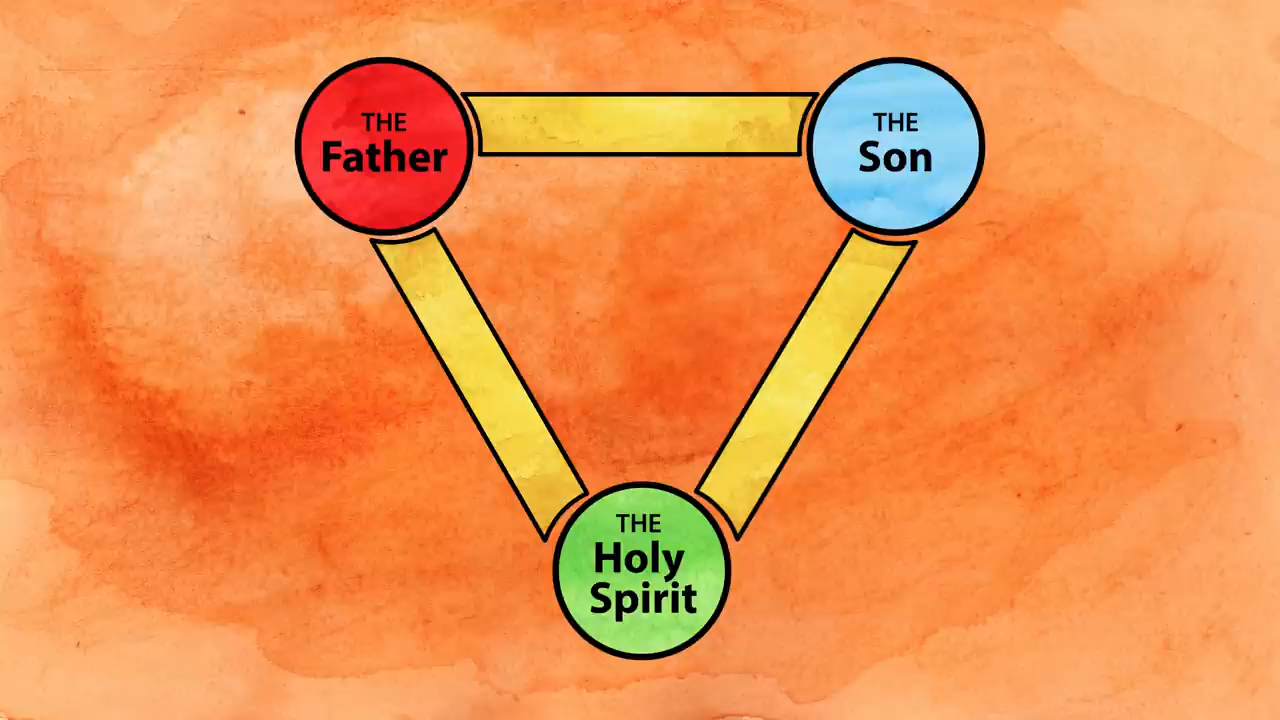 THE
Father
THE
Son
THE
Holy
Spirit